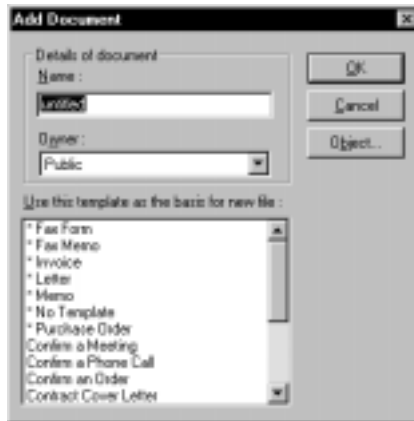 Add Document
Details of document
Name :
untitled
Owner :
Public
OK
Cancel
Object...
Use this template as the basis for new file :
* Fax Form
* Fax Memo
* Invoice
* Letter
* Memo
* No Template
* Purchase Order
Confirm a Meeting
Confirm a Phone Call
Confirm an Order
Contract Cover Letter